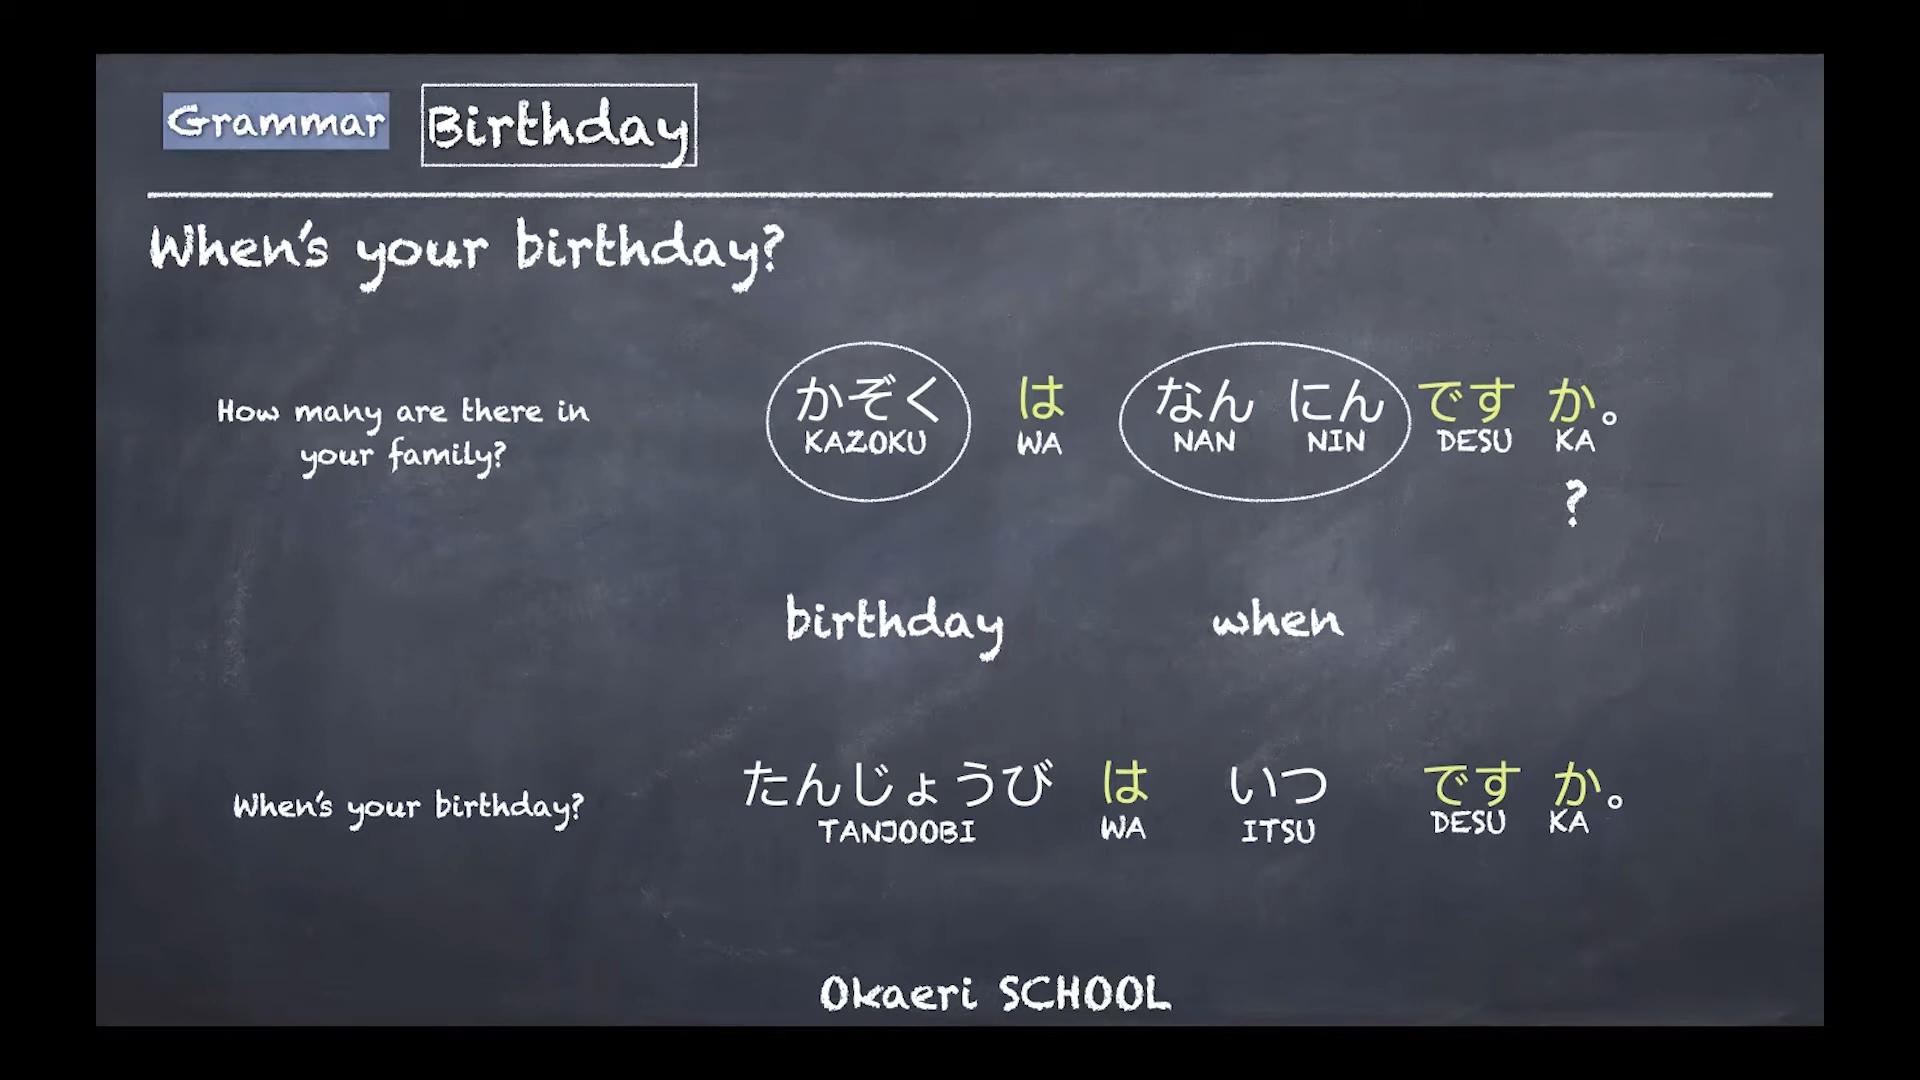 Grammar Birthday
When's your birthday?
How many are there in
your family?
かぞく は なん にん です か。
KAZOKU WA NAN NIN DESU KA
?
birthday when
When's your birthday?
たんじょうび は いつ です か。
TANJOOBI WA ITSU DESU KA
Okaeri SCHOOL